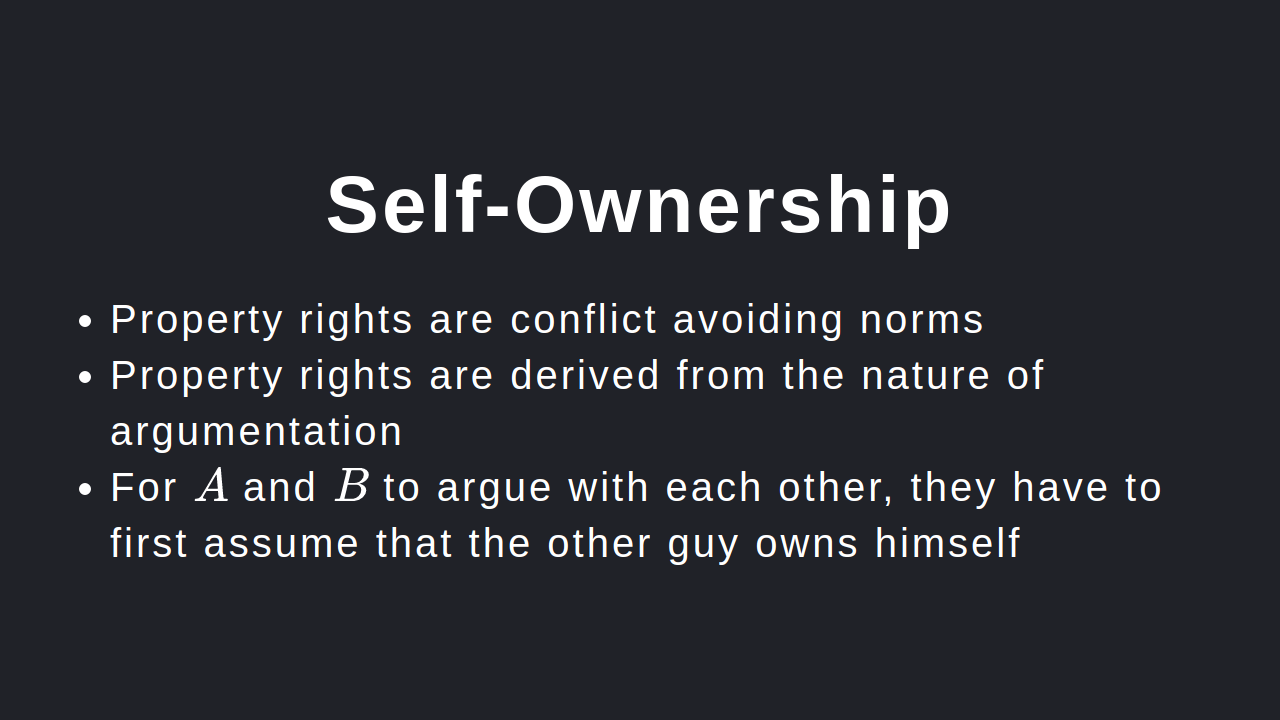 Self-Ownership
• Property rights are conflict avoiding norms
• Property rights are derived from the nature of
argumentation
• For A and B to argue with each other, they have to
first assume that the other guy owns himself